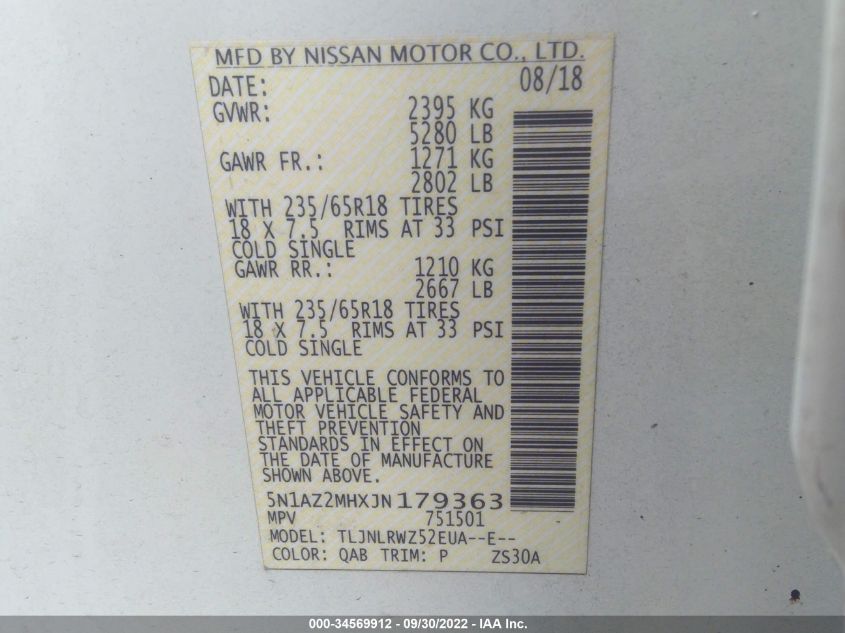 MFD BY NISSAN MOTOR CO., LTD.
DATE: 08/18
GVWR: 2395 KG
5280 LB
GAWR FR.: 1271 KG
2802 LB
WITH 235/65R18 TIRES
18 X 7.5 RIMS AT 33 PSI
COLD SINGLE
GAWR RR.: 1210 KG
2667 LB
WITH 235/65R18 TIRES
18 X 7.5 RIMS AT 33 PSI
COLD SINGLE
THIS VEHICLE CONFORMS TO
ALL APPLICABLE FEDERAL
MOTOR VEHICLE SAFETY AND
THEFT PREVENTION
STANDARDS IN EFFECT ON
THE DATE OF MANUFACTURE
SHOWN ABOVE.
5N1AZ2MHXJN179363
MPV 751501
MODEL: TLJNLRWZ52EUA--E--
COLOR: QAB TRIM: P ZS30A
000-34569912 - 09/30/2022 - IAA Inc.